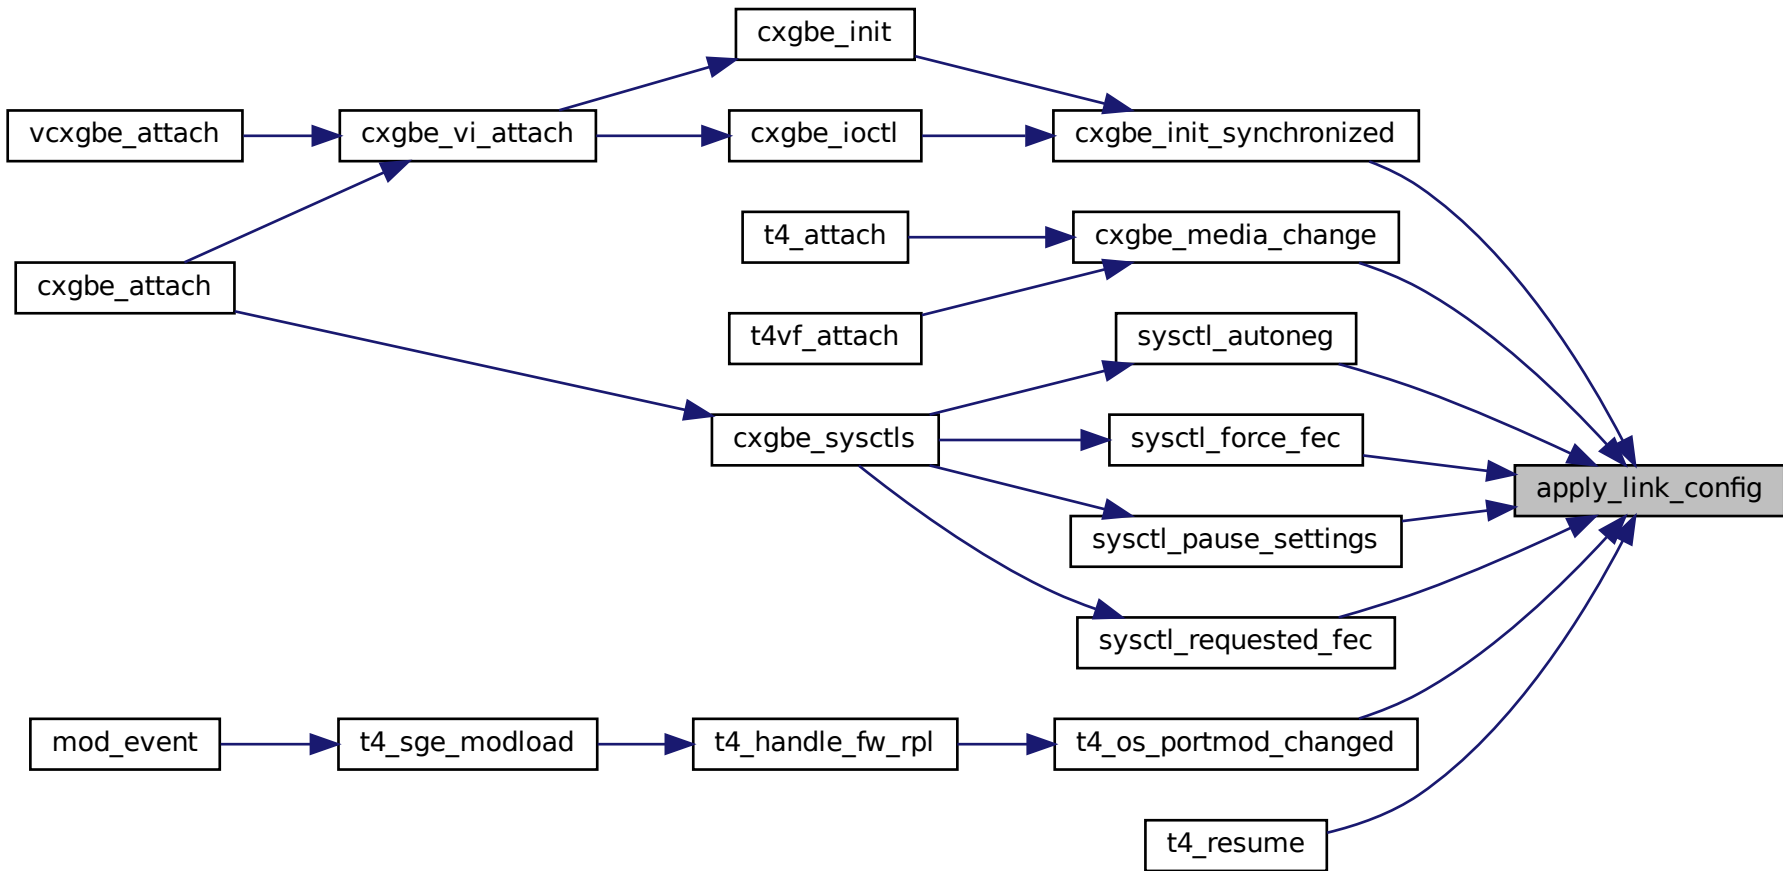 cxgbe_init
vcxgbe_attach
cxgbe_vi_attach
cxgbe_ioctl
cxgbe_init_synchronized
t4_attach
cxgbe_media_change
cxgbe_attach
t4vf_attach
sysctl_autoneg
cxgbe_sysctls
sysctl_force_fec
apply_link_config
sysctl_pause_settings
sysctl_requested_fec
mod_event
t4_sge_modload
t4_handle_fw_rpl
t4_os_portmod_changed
t4_resume